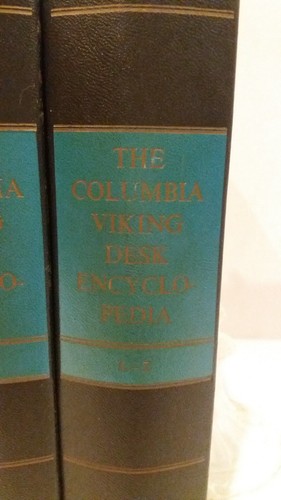 THE
COLUMBIA
VIKING
DESK
ENCYCLO-
PEDIA